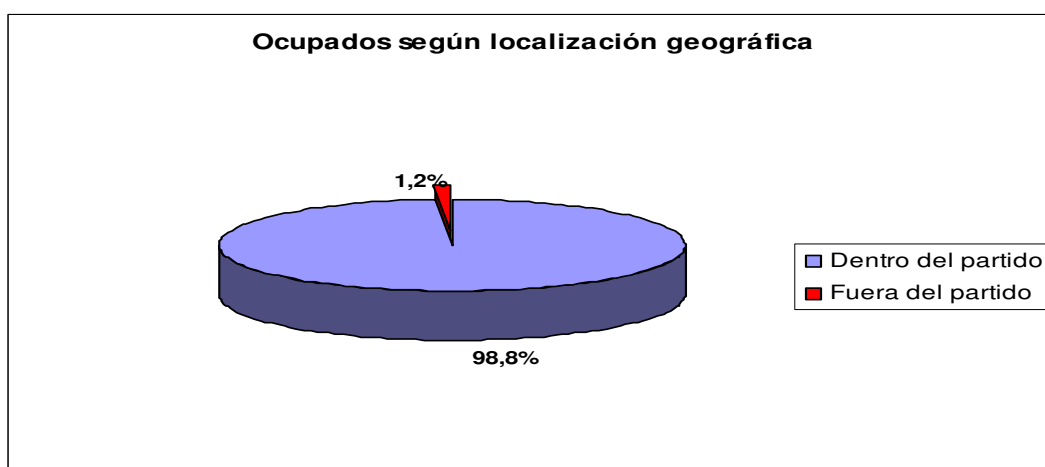 Ocupados según localización geográfica
1,2%
Dentro del partido
Fuera del partido
98,8%